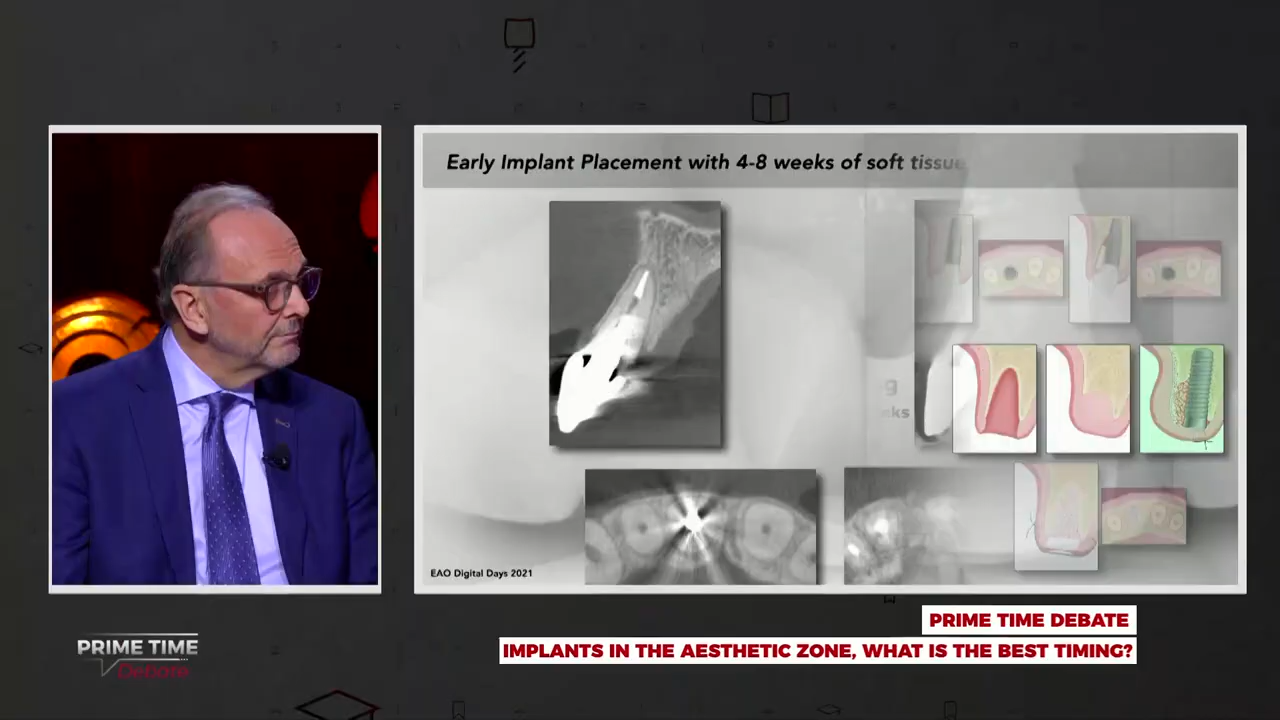 Early Implant Placement with 4-8 weeks of soft tissue
g
eks
EAO Digital Days 2021
PRIME TIME DEBATE
IMPLANTS IN THE AESTHETIC ZONE, WHAT IS THE BEST TIMING?
PRIME TIME
Debate